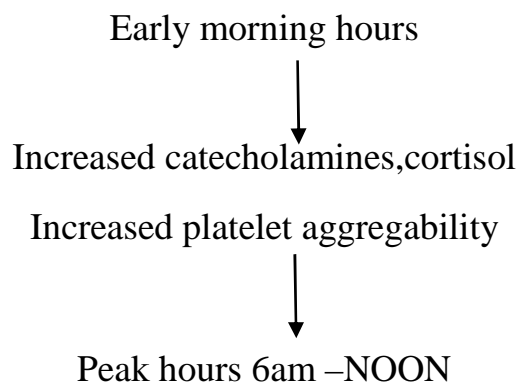 Early morning hours
Increased catecholamines,cortisol
Increased platelet aggregability
Peak hours 6am –NOON